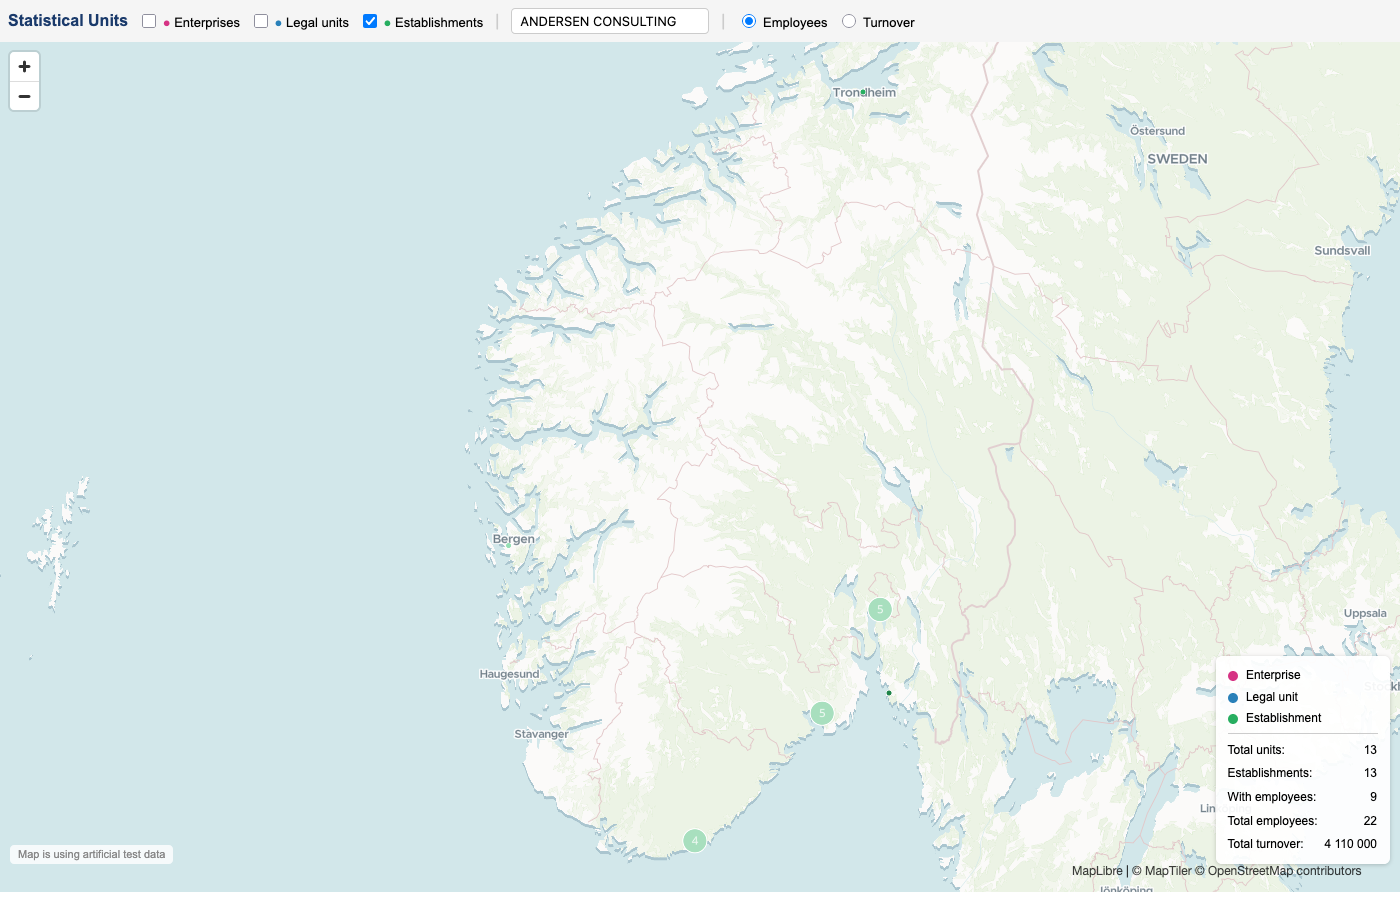 Statistical Units
Enterprises
Legal units
Establishments
ANDERSEN CONSULTING
Employees
Turnover
+
−
Trondheim
Östersund
SWEDEN
Sundsvall
Bergen
5
Uppsala
Haugesund
5
Stavanger
4
Enterprise
Legal unit
Establishment
Total units: 13
Establishments: 13
With employees: 9
Total employees: 22
Total turnover: 4 110 000
Lin
Map is using artificial test data
MapLibre | © MapTiler © OpenStreetMap contributors
Jönköping